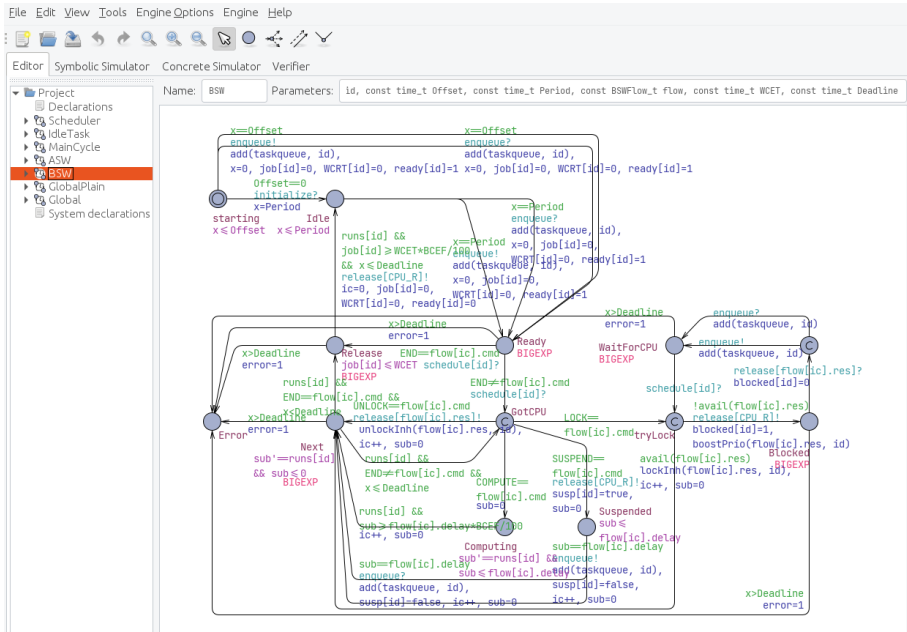 File Edit View Tools Engine Options Engine Help
Editor Symbolic Simulator Concrete Simulator Verifier
Project
Declarations
Scheduler
IdleTask
MainCycle
ASW
BSW
GlobalPlain
Global
System declarations
Name: BSW Parameters: id, const time_t Offset, const time_t Period, const BSWFlow_t flow, const time_t WCET, const time_t Deadline
x==Offset
enqueue!
add(taskqueue, id),
x=0, job[id]=0, WCRT[id]=0, ready[id]=1
x==Offset
enqueue?
add(taskqueue, id),
x=0, job[id]=0, WCRT[id]=0, ready[id]=1
Offset==0
initialize?
x=Period
starting
x≤Offset
Idle
x≤Period
x==Period
enqueue?
add(taskqueue, id),
x=0, job[id]=0,
WCRT[id]=0, ready[id]=1
x==Period
enqueue!
add(taskqueue, id),
x=0, job[id]=0,
WCRT[id]=0, ready[id]=1
runs[id] &&
job[id]≥WCET*BCEF/100
&& x≤Deadline
release[CPU_R]!
ic=0, job[id]=0,
WCRT[id]=0, ready[id]=0
x>Deadline
error=1
x>Deadline
error=1
enqueue?
add(taskqueue, id)
x>Deadline
error=1
Release
job[id]≤WCET
BIGEXP
Ready
BIGEXP
END==flow[ic].cmd
schedule[id]?
WaitForCPU
BIGEXP
enqueue!
add(taskqueue, id)
release[flow[ic].res]?
blocked[id]=0
runs[id] &&
END==flow[ic].cmd &&
x≤Deadline
END≠flow[ic].cmd
schedule[id]?
schedule[id]?
UNLOCK==flow[ic].cmd
release[flow[ic].res]!
unlockInh(flow[ic].res, id),
ic++, sub=0
GotCPU
LOCK==
flow[ic].cmd
tryLock
!avail(flow[ic].res)
release[CPU_R]!
blocked[id]=1,
boostPrio(flow[ic].res, id)
Error
x>Deadline
error=1
Next
sub'==runs[id]
&& sub≤0
BIGEXP
runs[id] &&
END≠flow[ic].cmd &&
x≤Deadline
COMPUTE==
flow[ic].cmd
sub=0
SUSPEND==
flow[ic].cmd
release[CPU_R]!
susp[id]=true,
sub=0
avail(flow[ic].res)
lockInh(flow[ic].res, id),
ic++, sub=0
Blocked
BIGEXP
runs[id] &&
sub≥flow[ic].delay*BCEF/100
ic++, sub=0
Computing
sub'==runs[id] &&
sub≤flow[ic].delay
Suspended
sub≤
flow[ic].delay
sub==flow[ic].delay
enqueue?
add(taskqueue, id),
susp[id]=false, ic++, sub=0
sub==flow[ic].delay
enqueue!
add(taskqueue, id),
susp[id]=false,
ic++, sub=0
x>Deadline
error=1